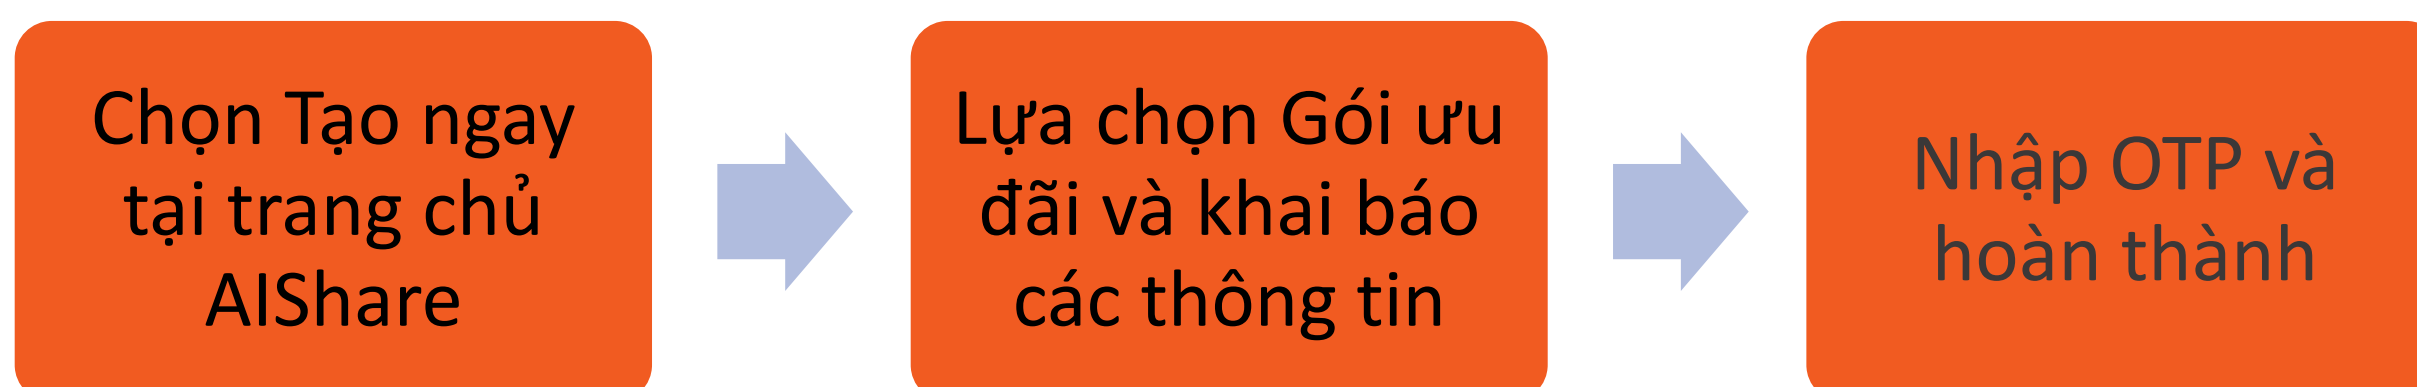 Chọn Tạo ngay
tại trang chủ
AIShare
Lựa chọn Gói ưu
đãi và khai báo
các thông tin
Nhập OTP và
hoàn thành